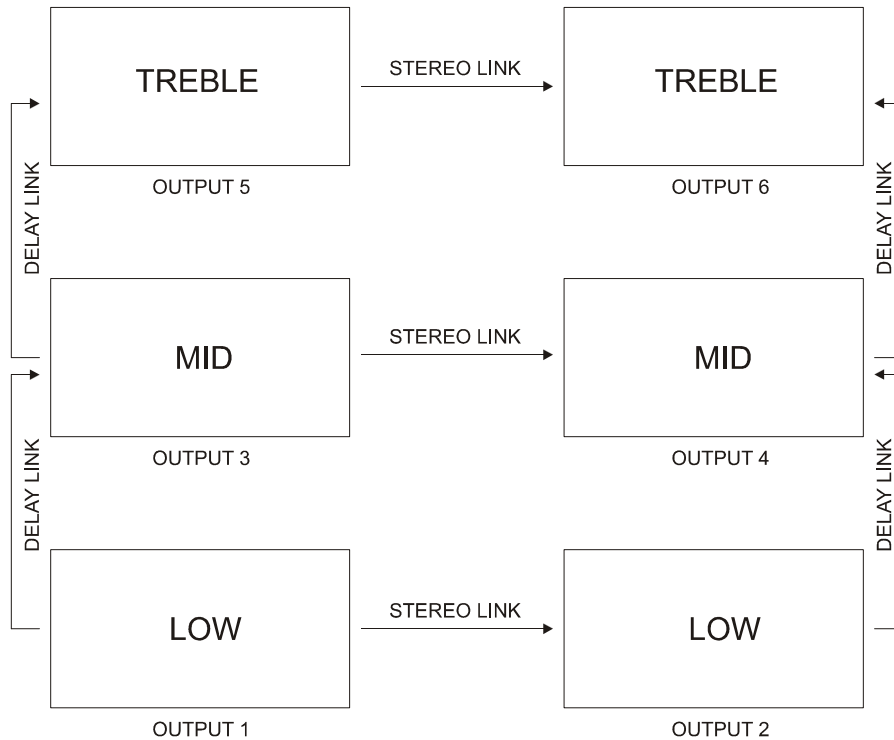 TREBLE
STEREO LINK
TREBLE
OUTPUT 5
OUTPUT 6
DELAY LINK
DELAY LINK
MID
STEREO LINK
MID
OUTPUT 3
OUTPUT 4
DELAY LINK
DELAY LINK
LOW
STEREO LINK
LOW
OUTPUT 1
OUTPUT 2